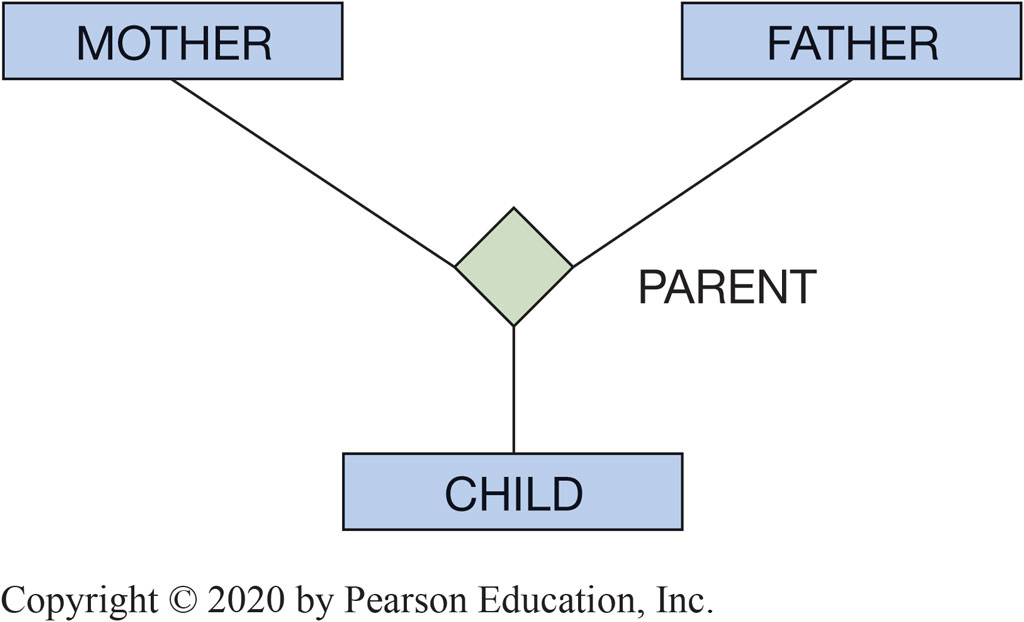 MOTHER
FATHER
PARENT
CHILD
Copyright © 2020 by Pearson Education, Inc.